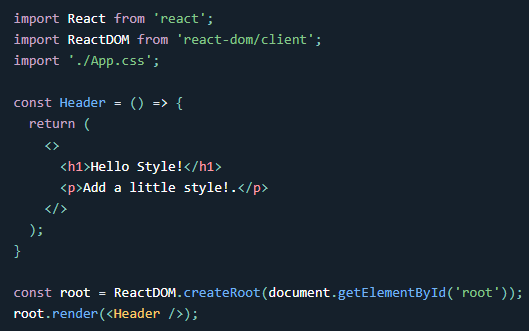 import React from 'react';
import ReactDOM from 'react-dom/client';
import './App.css';

const Header = () => {
  return (
    <>
      <h1>Hello Style!</h1>
      <p>Add a little style!.</p>
    </>
  );
}

const root = ReactDOM.createRoot(document.getElementById('root'));
root.render(<Header />);